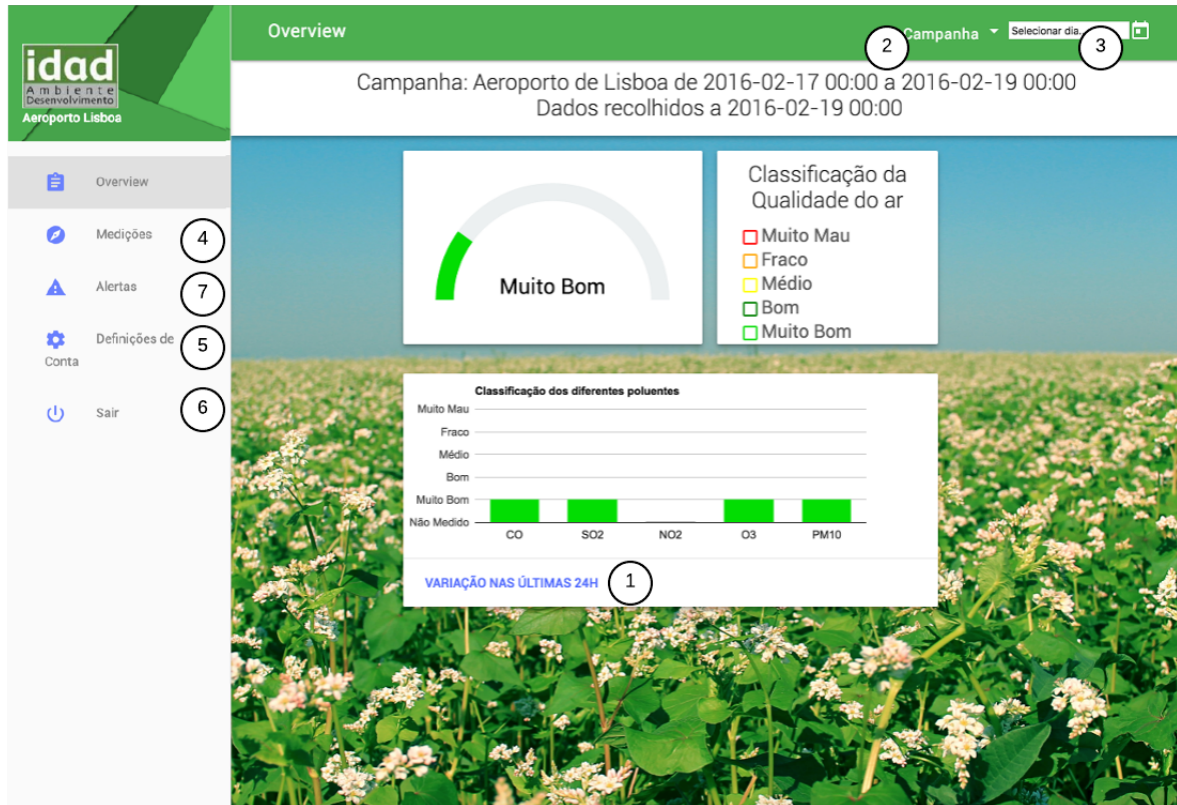 idad
Ambiente
Desenvolvimento
Aeroporto Lisboa
Overview
Campanha
2
Selecionar dia..
3
Campanha: Aeroporto de Lisboa de 2016-02-17 00:00 a 2016-02-19 00:00
Dados recolhidos a 2016-02-19 00:00
Overview
Medições
4
Alertas
7
Definições de
Conta
5
Sair
6
Muito Bom
Classificação da
Qualidade do ar
Muito Mau
Fraco
Médio
Bom
Muito Bom
Classificação dos diferentes poluentes
Muito Mau
Fraco
Médio
Bom
Muito Bom
Não Medido
CO SO2 NO2 O3 PM10
VARIAÇÃO NAS ÚLTIMAS 24H
1